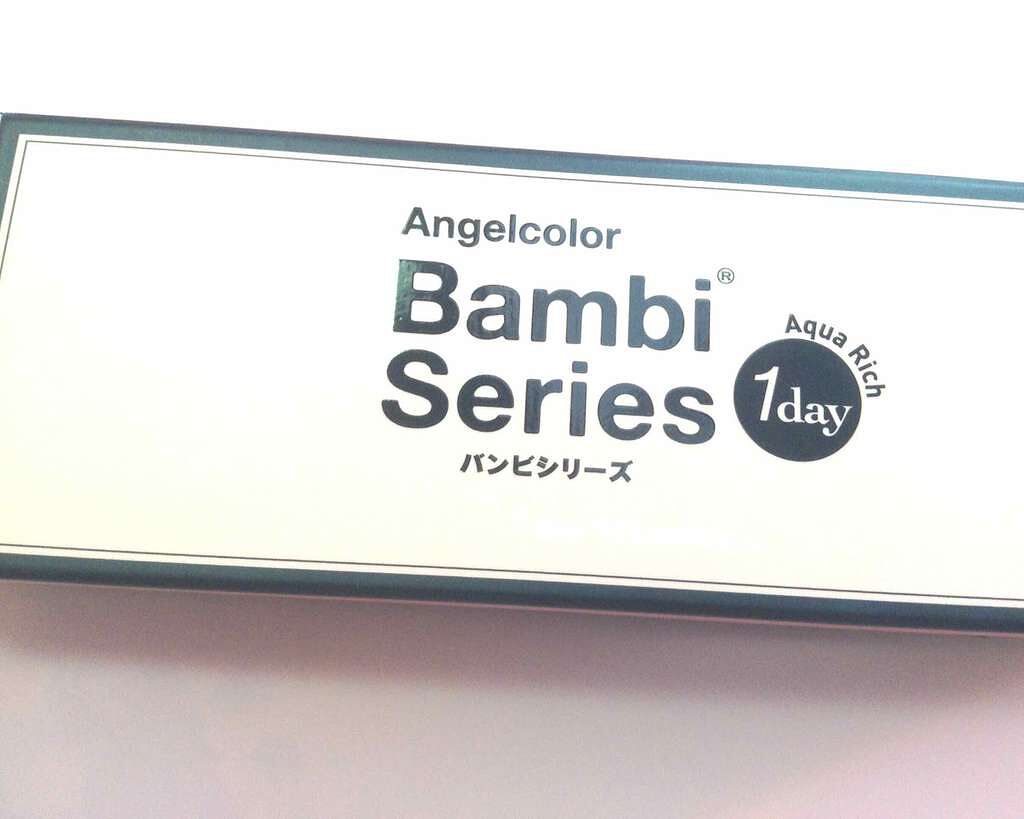 Angelcolor
Bambi®
Series
Aqua Rich
1day
バンビシリーズ